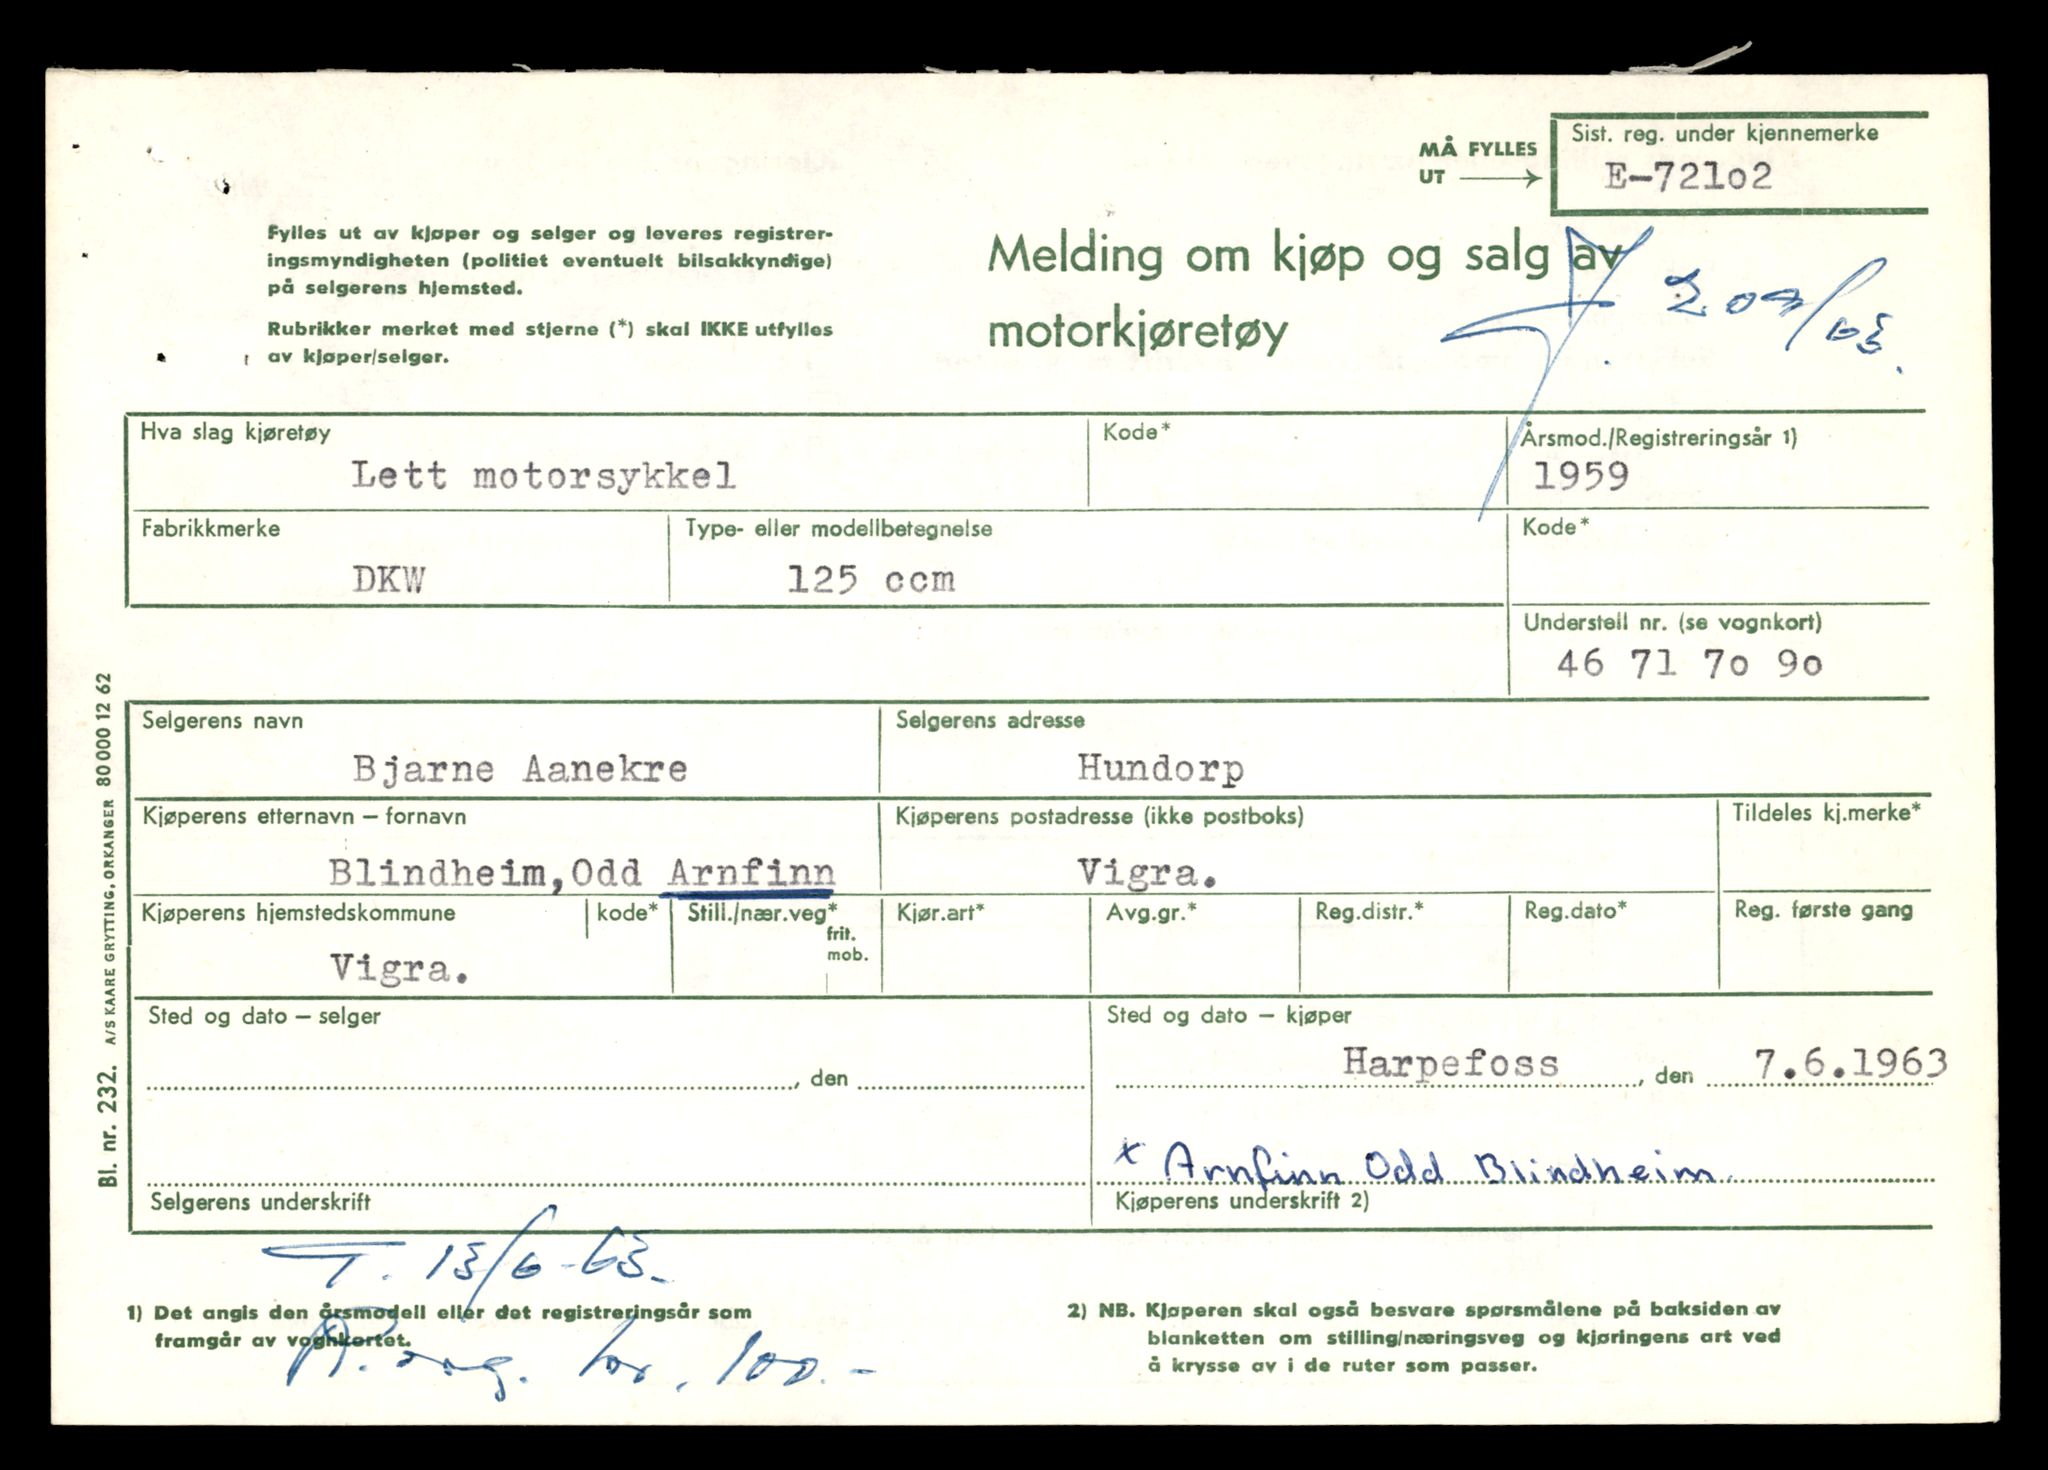 MÅ FYLLES
UT
Sist. reg. under kjennemerke
E-72102
Fylles ut av kjøper og selger og leveres registrer-
ingsmyndigheten (politiet eventuelt bilsakkyndige)
på selgerens hjemsted.
Rubrikker merket med stjerne (*) skal IKKE utfylles
av kjøper/selger.
Melding om kjøp og salg av
motorkjøretøy
Hva slag kjøretøy
Kode*
Årsmod./Registreringsår 1)
Lett motorsykkel
1959
Fabrikkmerke
Type- eller modellbetegnelse
Kode*
DKW
125 ccm
Understell nr. (se vognkort)
46 71 70 90
Selgerens navn
Selgerens adresse
Bjarne Aanekre
Hundorp
Kjøperens etternavn – fornavn
Kjøperens postadresse (ikke postboks)
Tildeles kj.merke*
Blindheim,Odd Arnfinn
Vigra.
Kjøperens hjemstedskommune
kode*
Still./nær.veg*
frit.
mob.
Kjør.art*
Avg.gr.*
Reg.distr.*
Reg.dato*
Reg. første gang
Vigra.
Sted og dato – selger
Sted og dato – kjøper
, den
Harpefoss, den 7.6.1963
x Arnfinn Odd Blindheim.
Selgerens underskrift
Kjøperens underskrift 2)
T. 13/6-63.-
1) Det angis den årsmodell eller det registreringsår som
framgår av vognkortet.
kr. 100.-
2) NB. Kjøperen skal også besvare spørsmålene på baksiden av
blanketten om stilling/næringsveg og kjøringens art ved
å krysse av i de ruter som passer.
Bl. nr. 232. A/S KAARE GRYTTING, ORKANGER 80000 12 62